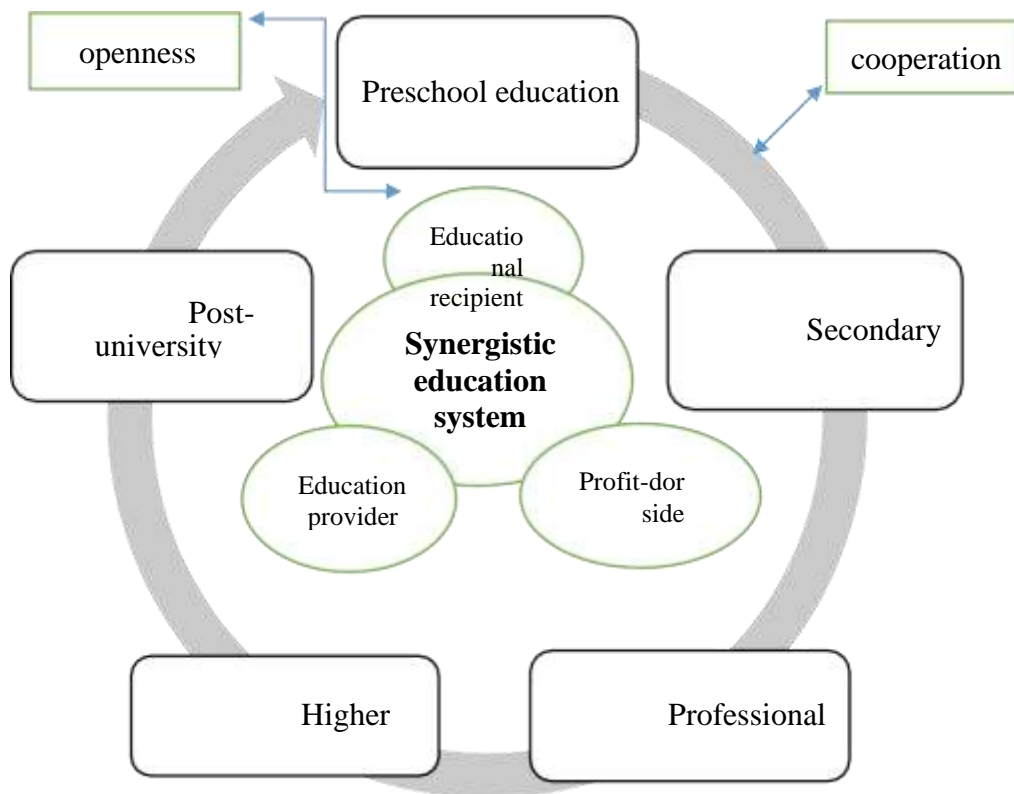 openness
cooperation
Preschool education
Educatio
nal
recipient
Post-
university
Secondary
Synergistic
education
system
Education
provider
Profit-dor
side
Higher
Professional